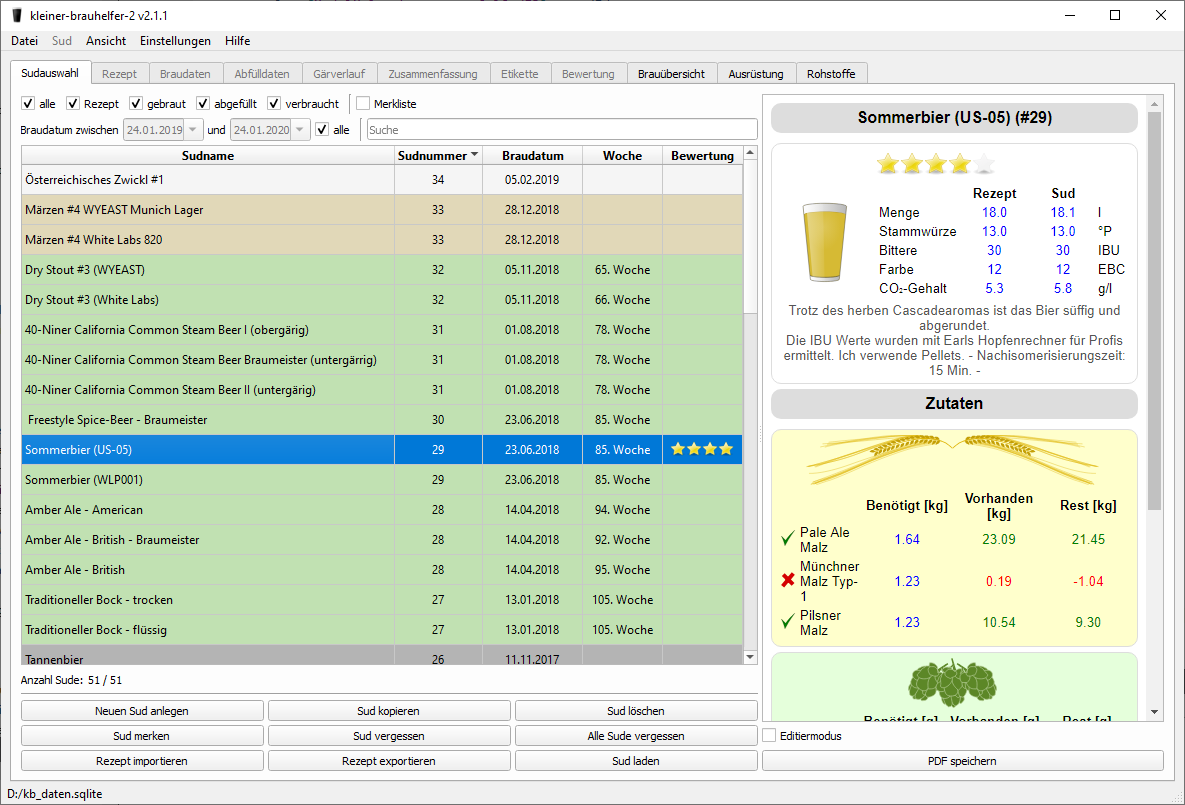 kleiner-brauhelfer-2 v2.1.1
Datei Sud Ansicht Einstellungen Hilfe
Sudauswahl Rezept Braudaten Abfülldaten Gärverlauf Zusammenfassung Etikette Bewertung Brauübersicht Ausrüstung Rohstoffe
alle Rezept gebraut abgefüllt verbraucht Merkliste
Braudatum zwischen 24.01.2019 und 24.01.2020 alle Suche
Sudname Sudnummer Braudatum Woche Bewertung
Österreichisches Zwickl #1 34 05.02.2019
Märzen #4 WYEAST Munich Lager 33 28.12.2018
Märzen #4 White Labs 820 33 28.12.2018
Dry Stout #3 (WYEAST) 32 05.11.2018 65. Woche
Dry Stout #3 (White Labs) 32 05.11.2018 66. Woche
40-Niner California Common Steam Beer I (obergärig) 31 01.08.2018 78. Woche
40-Niner California Common Steam Beer Braumeister (untergärrig) 31 01.08.2018 78. Woche
40-Niner California Common Steam Beer II (untergärig) 31 01.08.2018 78. Woche
Freestyle Spice-Beer - Braumeister 30 23.06.2018 85. Woche
Sommerbier (US-05) 29 23.06.2018 85. Woche
Sommerbier (WLP001) 29 23.06.2018 85. Woche
Amber Ale - American 28 14.04.2018 94. Woche
Amber Ale - British - Braumeister 28 14.04.2018 92. Woche
Amber Ale - British 28 14.04.2018 95. Woche
Traditioneller Bock - trocken 27 13.01.2018 105. Woche
Traditioneller Bock - flüssig 27 13.01.2018 105. Woche
Tannenbier 26 11.11.2017
Anzahl Sude: 51 / 51
Neuen Sud anlegen Sud kopieren Sud löschen
Sud merken Sud vergessen Alle Sude vergessen
Rezept importieren Rezept exportieren Sud laden
Sommerbier (US-05) (#29)
Rezept Sud
Menge 18.0 18.1 l
Stammwürze 13.0 13.0 °P
Bittere 30 30 IBU
Farbe 12 12 EBC
CO₂-Gehalt 5.3 5.8 g/l
Trotz des herben Cascadearomas ist das Bier süffig und
abgerundet.
Die IBU Werte wurden mit Earls Hopfenrechner für Profis
ermittelt. Ich verwende Pellets. - Nachisomerisierungszeit:
15 Min. -
Zutaten
Benötigt [kg] Vorhanden [kg] Rest [kg]
Pale Ale Malz 1.64 23.09 21.45
Münchner Malz Typ-1 1.23 0.19 -1.04
Pilsner Malz 1.23 10.54 9.30
Benötigt [g] Vorhanden [g] Rest [g]
Editiermodus
PDF speichern
D:/kb_daten.sqlite